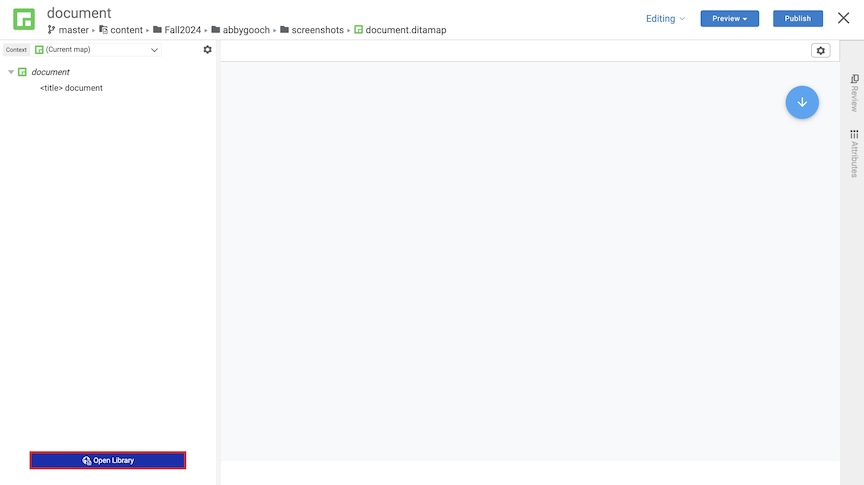 document
master content Fall2024 abbygooch screenshots document.ditamap
Editing
Preview
Publish
Context (Current map)
document
<title> document
Open Library
Review
Attributes